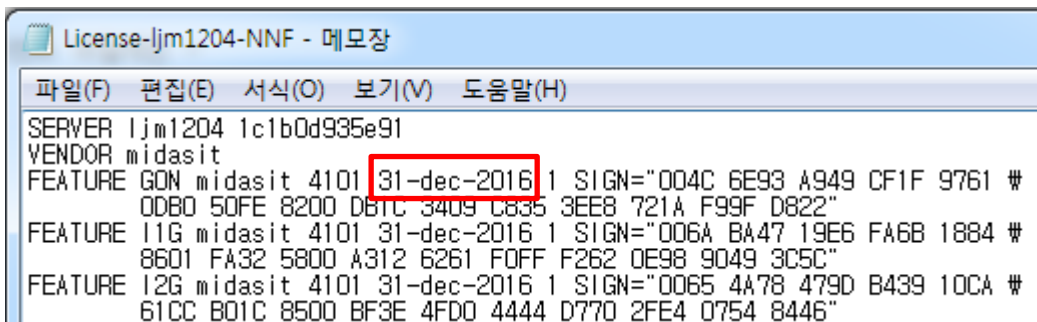 License-ljm1204-NNF - 메모장
파일(F) 편집(E) 서식(O) 보기(V) 도움말(H)
SERVER ljm1204 1c1b0d935e91
VENDOR midasit
FEATURE GON midasit 4101 31-dec-2016 1 SIGN="004C 6E93 A949 CF1F 9761 ₩
0DB0 50FE 8200 DB1C 3409 C835 3EE8 721A F99F D822"
FEATURE I1G midasit 4101 31-dec-2016 1 SIGN="006A BA47 19E6 FA6B 1884 ₩
8601 FA32 5800 A312 6261 F0FF F262 0E98 9049 3C5C"
FEATURE I2G midasit 4101 31-dec-2016 1 SIGN="0065 4A78 479D B439 10CA ₩
61CC B01C 8500 BF3E 4FD0 4444 D770 2FE4 0754 8446"